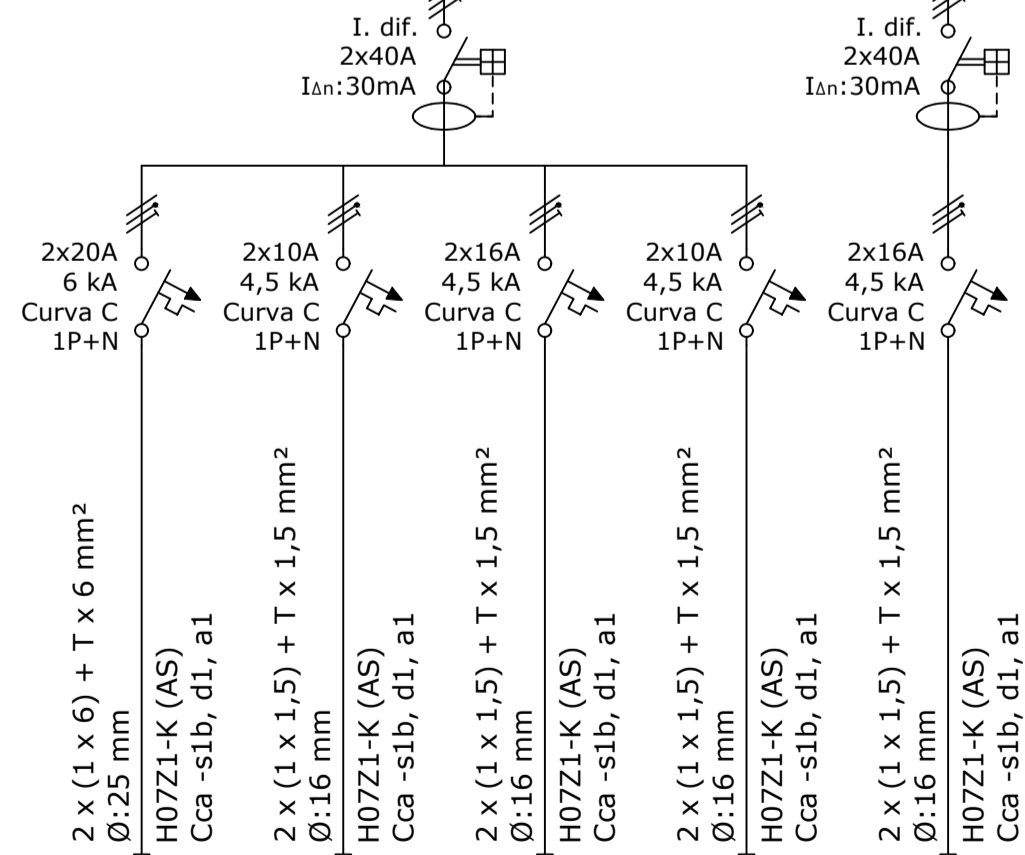 I. dif.
2x40A
I∆n:30mA
I. dif.
2x40A
I∆n:30mA
2x20A
6 kA
Curva C
1P+N
2x10A
4,5 kA
Curva C
1P+N
2x16A
4,5 kA
Curva C
1P+N
2x10A
4,5 kA
Curva C
1P+N
2x16A
4,5 kA
Curva C
1P+N
2 x (1 x 6) + T x 6 mm²
Ø:25 mm
H07Z1-K (AS)
Cca -s1b, d1, a1
2 x (1 x 1,5) + T x 1,5 mm²
Ø:16 mm
H07Z1-K (AS)
Cca -s1b, d1, a1
2 x (1 x 1,5) + T x 1,5 mm²
Ø:16 mm
H07Z1-K (AS)
Cca -s1b, d1, a1
2 x (1 x 1,5) + T x 1,5 mm²
Ø:16 mm
H07Z1-K (AS)
Cca -s1b, d1, a1
2 x (1 x 1,5) + T x 1,5 mm²
Ø:16 mm
H07Z1-K (AS)
Cca -s1b, d1, a1